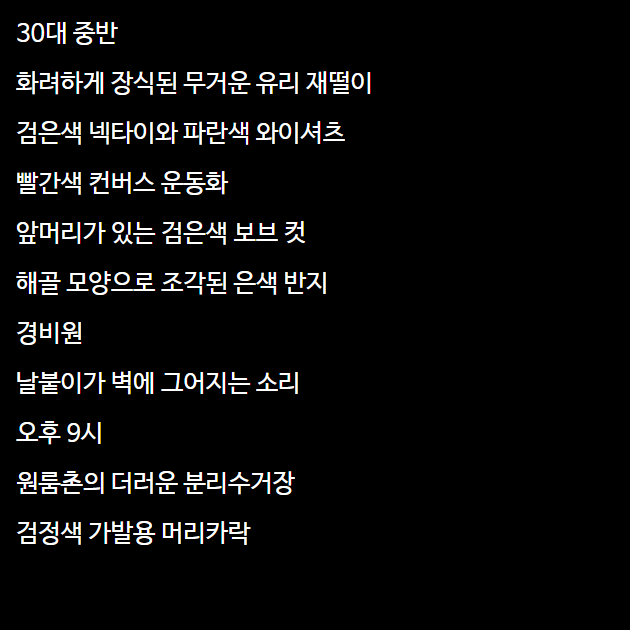 30대 중반
화려하게 장식된 무거운 유리 재떨이
검은색 넥타이와 파란색 와이셔츠
빨간색 컨버스 운동화
앞머리가 있는 검은색 보브 컷
해골 모양으로 조각된 은색 반지
경비원
날붙이가 벽에 그어지는 소리
오후 9시
원룸촌의 더러운 분리수거장
검정색 가발용 머리카락